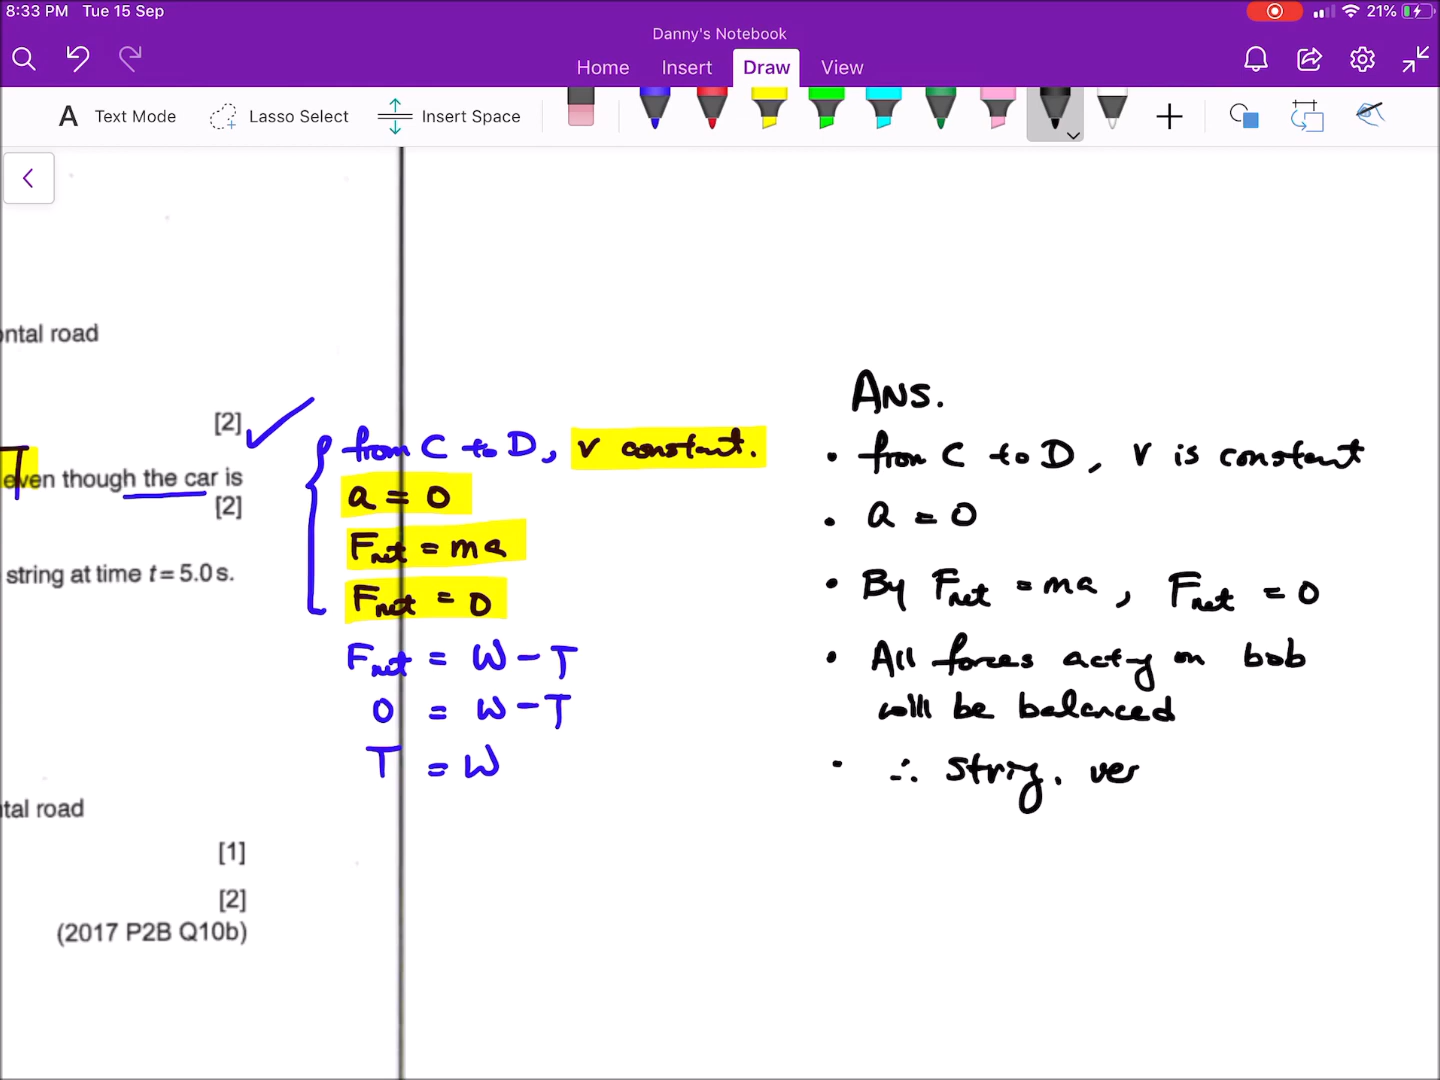 8:33 PM Tue 15 Sep
21%
Danny's Notebook
Home Insert Draw View
A Text Mode Lasso Select Insert Space
ontal road
[2]
T
even though the car is
[2]
string at time t = 5.0 s.
tal road
[1]
[2]
(2017 P2B Q10b)
from C to D, v constant.
a = 0
Fnet = ma
Fnet = 0
Fnet = W - T
0 = W - T
T = W
ANS.
• from C to D, v is constant
• a = 0
• By Fnet = ma, Fnet = 0
• All forces actg on bob
will be balanced
• ∴ strig. ver